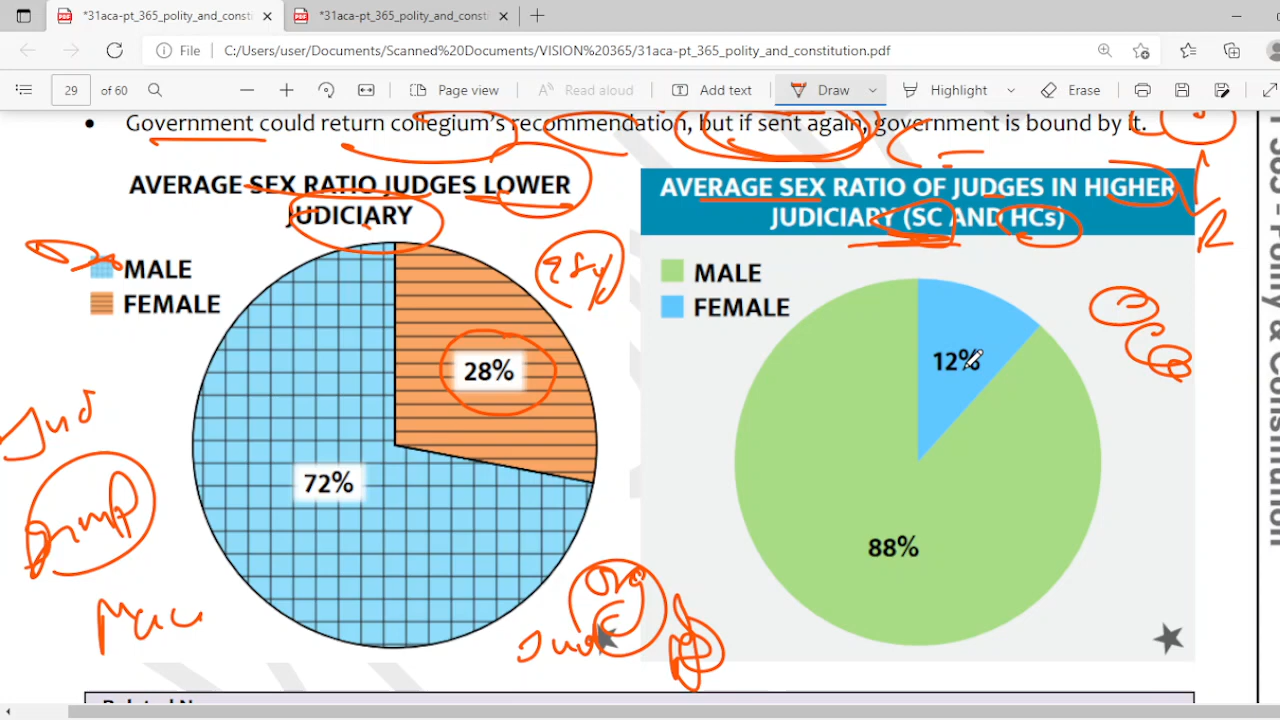 *31aca-pt_365_polity_and_consti
*31aca-pt_365_polity_and_consti
File
C:/Users/user/Documents/Scanned%20Documents/VISION%20365/31aca-pt_365_polity_and_constitution.pdf
29 of 60
Page view
Read aloud
Add text
Draw
Highlight
Erase
• Government could return collegium's recommendation, but if sent again, government is bound by it.
AVERAGE SEX RATIO JUDGES LOWER
JUDICIARY
MALE
FEMALE
28%
72%
AVERAGE SEX RATIO OF JUDGES IN HIGHER
JUDICIARY (SC AND HCs)
MALE
FEMALE
12%
88%
Jud
Polity & Constitution